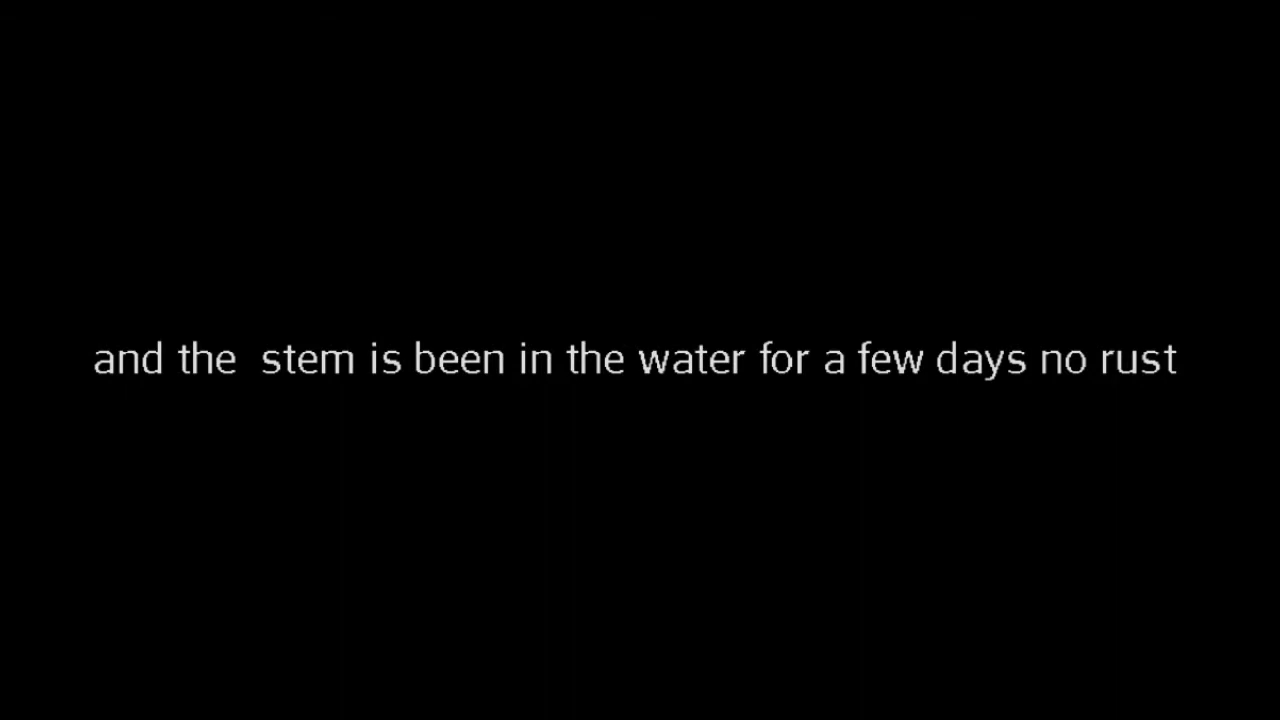 and the  stem is been in the water for a few days no rust